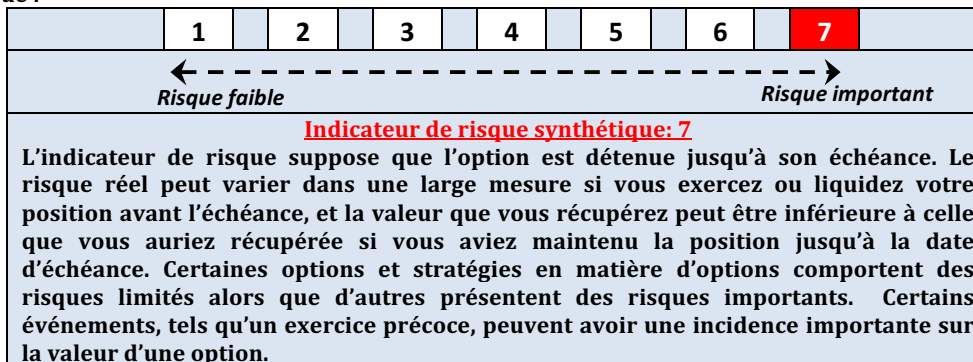 1 2 3 4 5 6 7
Risque faible Risque important
Indicateur de risque synthétique: 7
L'indicateur de risque suppose que l'option est détenue jusqu'à son échéance. Le
risque réel peut varier dans une large mesure si vous exercez ou liquidez votre
position avant l'échéance, et la valeur que vous récupérez peut être inférieure à celle
que vous auriez récupérée si vous aviez maintenu la position jusqu'à la date
d'échéance. Certaines options et stratégies en matière d'options comportent des
risques limités alors que d'autres présentent des risques importants. Certains
événements, tels qu'un exercice précoce, peuvent avoir une incidence importante sur
la valeur d'une option.